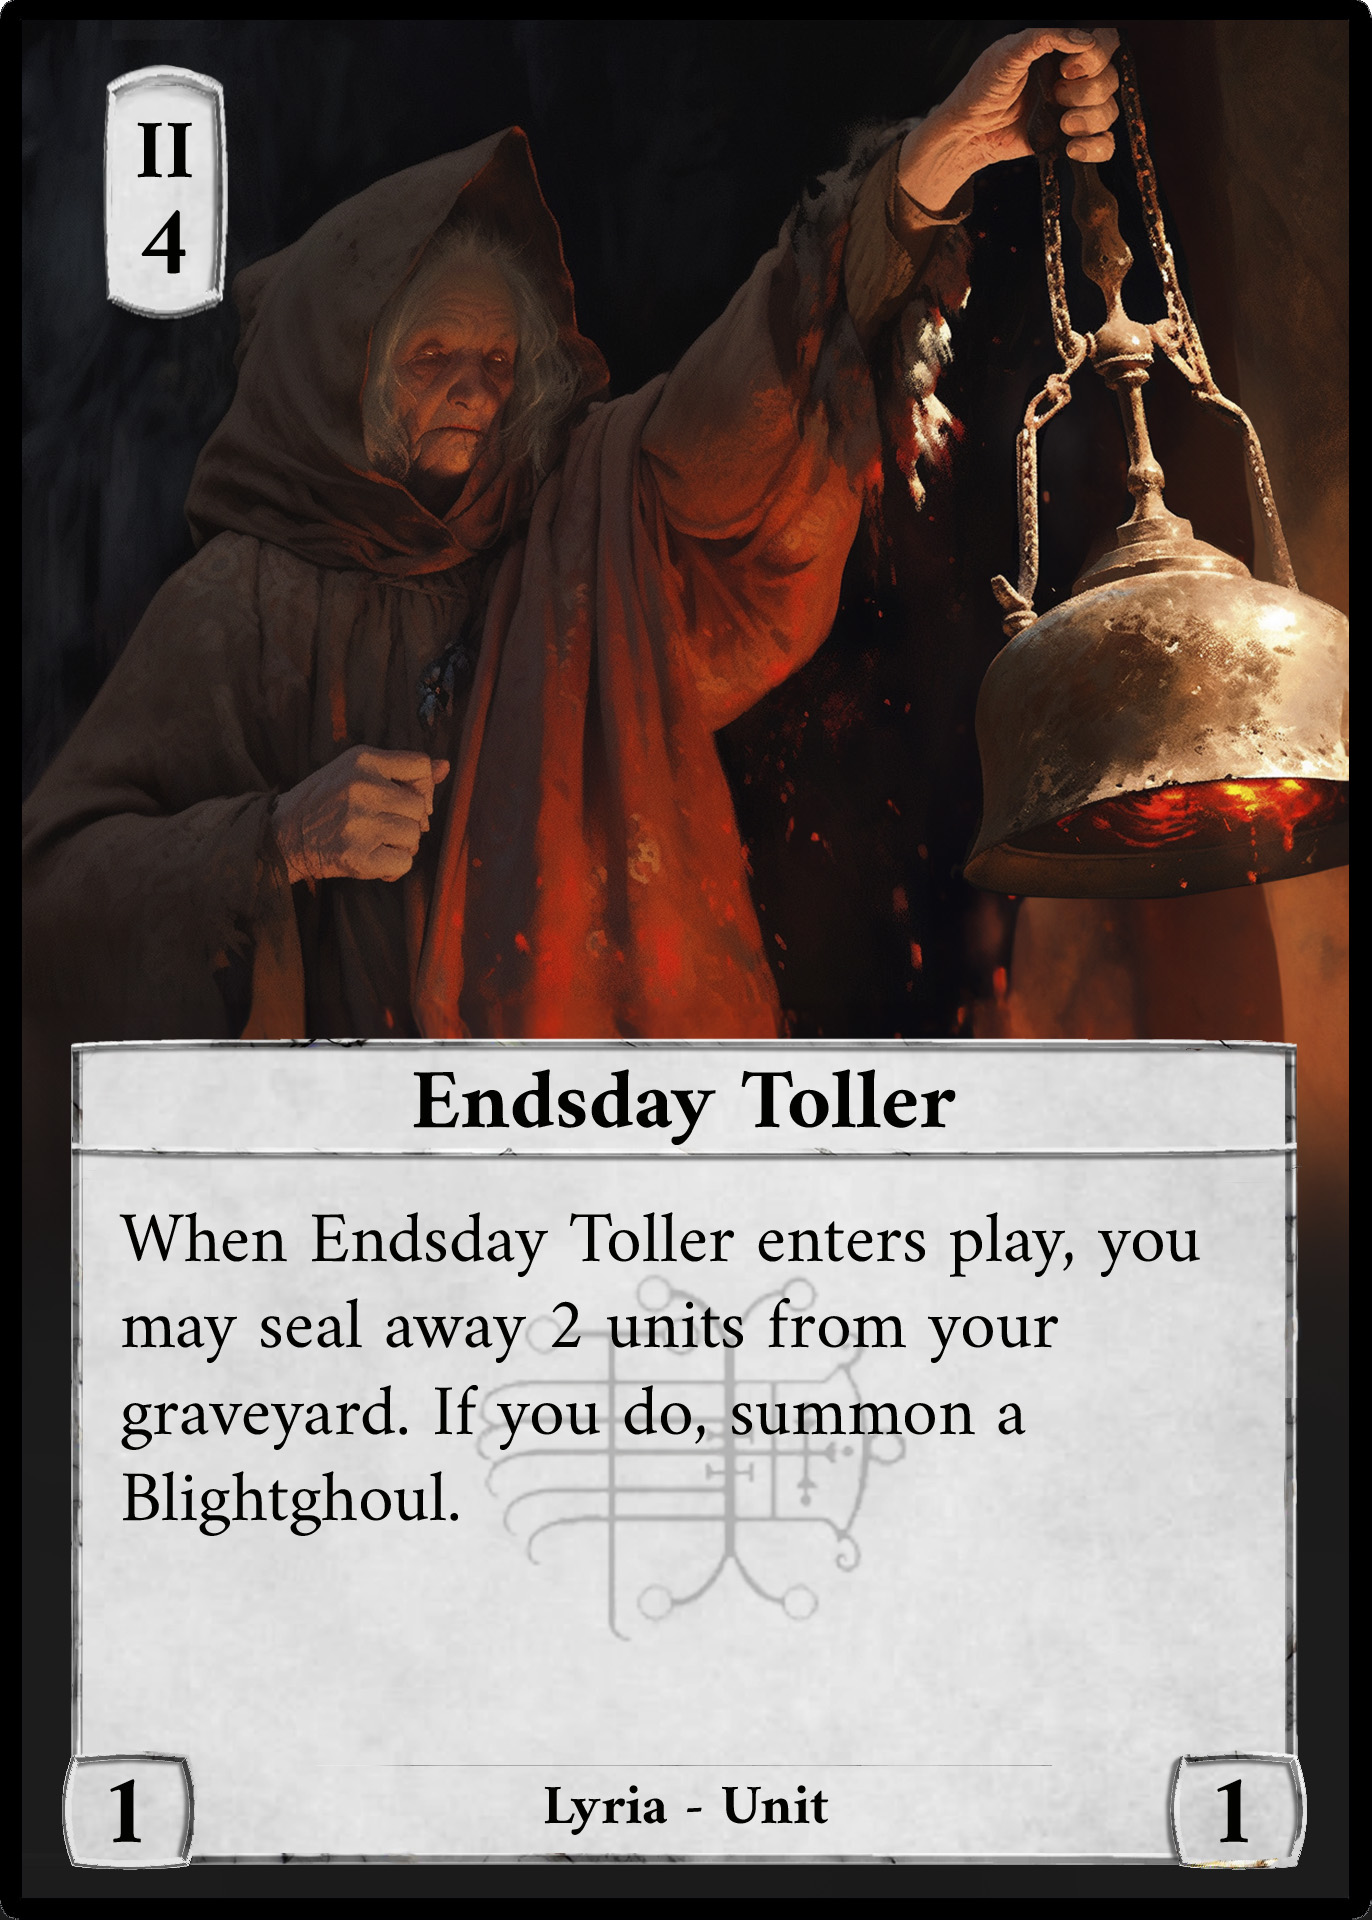 II
4
Endsday Toller
When Endsday Toller enters play, you
may seal away 2 units from your
graveyard. If you do, summon a
Blightghoul.
1
Lyria - Unit
1